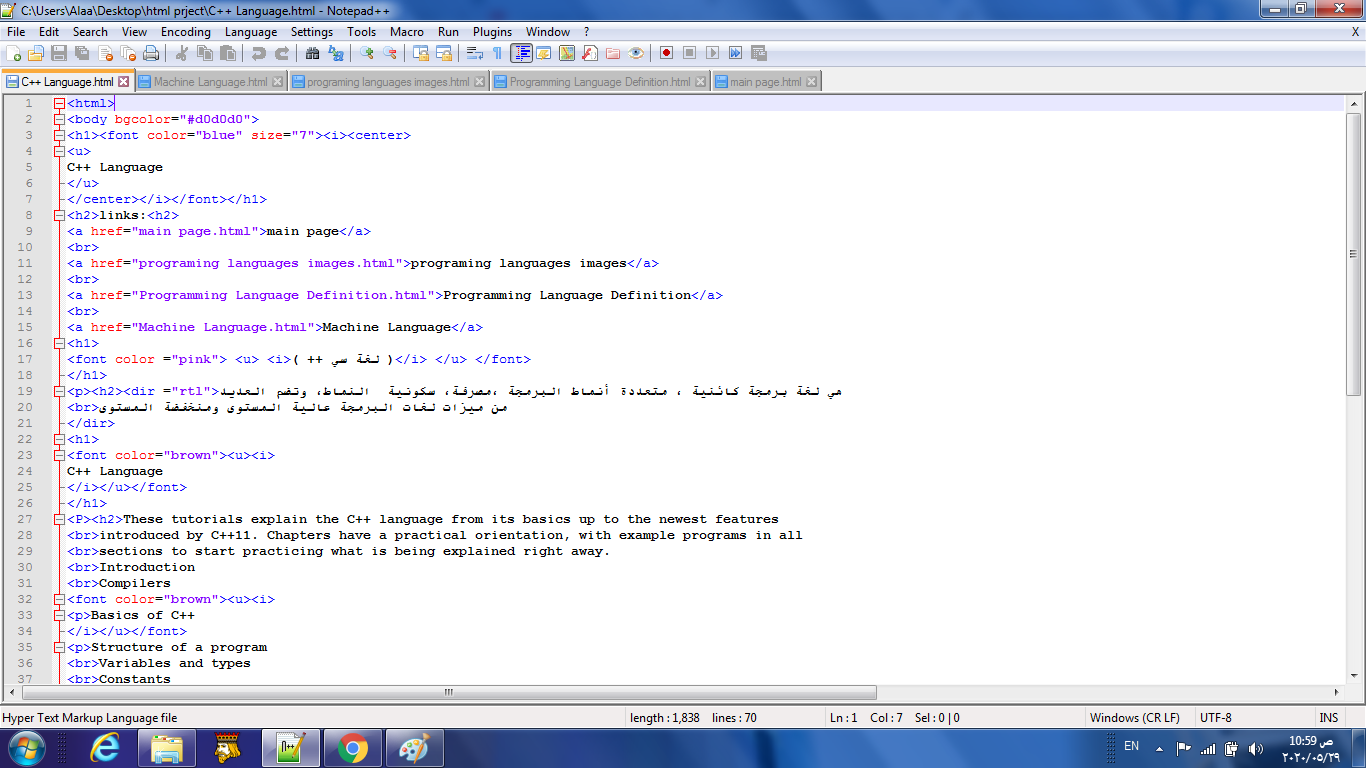 C:\Users\Alaa\Desktop\html prject\C++ Language.html - Notepad++
File Edit Search View Encoding Language Settings Tools Macro Run Plugins Window ? X
C++ Language.html Machine Language.html programing languages images.html Programming Language Definition.html main page.html
1 <html>
2 <body bgcolor="#d0d0d0">
3 <h1><font color="blue" size="7"><i><center>
4 <u>
5 C++ Language
6 </u>
7 </center></i></font></h1>
8 <h2>links:<h2>
9 <a href="main page.html">main page</a>
10 <br>
11 <a href="programing languages images.html">programing languages images</a>
12 <br>
13 <a href="Programming Language Definition.html">Programming Language Definition</a>
14 <br>
15 <a href="Machine Language.html">Machine Language</a>
16 <h1>
17 <font color ="pink"> <u> <i>( لغة سي ++ )</i> </u> </font>
18 </h1>
19 <p><h2><dir ="rtl">هي لغة برمجة كائنية ، متعددة أنماط البرمجة ،مصرفة، سكونية  النماط، وتضم العديد
20 <br>من ميزات لغات البرمجة عالية المستوى ومنخفضة المستوى
21 </dir>
22 <h1>
23 <font color="brown"><u><i>
24 C++ Language
25 </i></u></font>
26 </h1>
27 <P><h2>These tutorials explain the C++ language from its basics up to the newest features
28 <br>introduced by C++11. Chapters have a practical orientation, with example programs in all
29 <br>sections to start practicing what is being explained right away.
30 <br>Introduction
31 <br>Compilers
32 <font color="brown"><u><i>
33 <p>Basics of C++
34 </i></u></font>
35 <p>Structure of a program
36 <br>Variables and types
37 <br>Constants
Hyper Text Markup Language file length : 1,838 lines : 70 Ln : 1 Col : 7 Sel : 0 | 0 Windows (CR LF) UTF-8 INS
EN 10:59 ص
٢٠٢٠/٠٥/٢٩